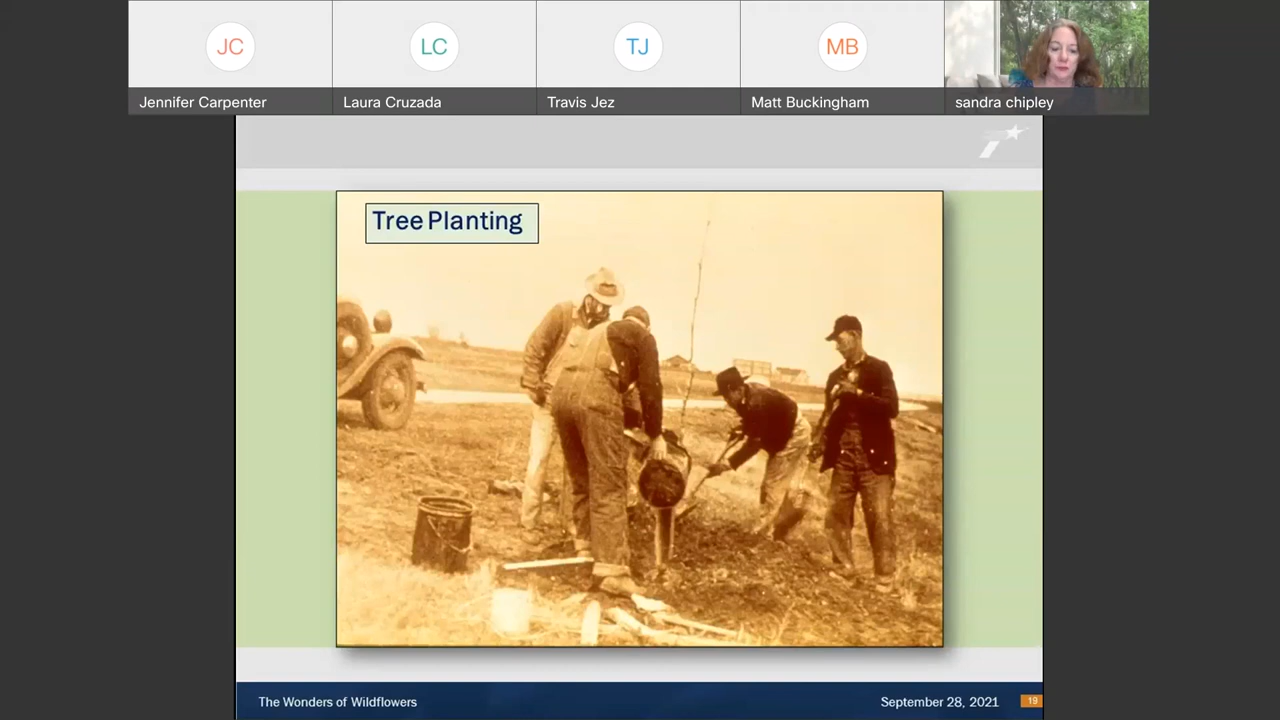 JC
LC
TJ
MB
Jennifer Carpenter
Laura Cruzada
Travis Jez
Matt Buckingham
sandra chipley
Tree Planting
The Wonders of Wildflowers
September 28, 2021
19